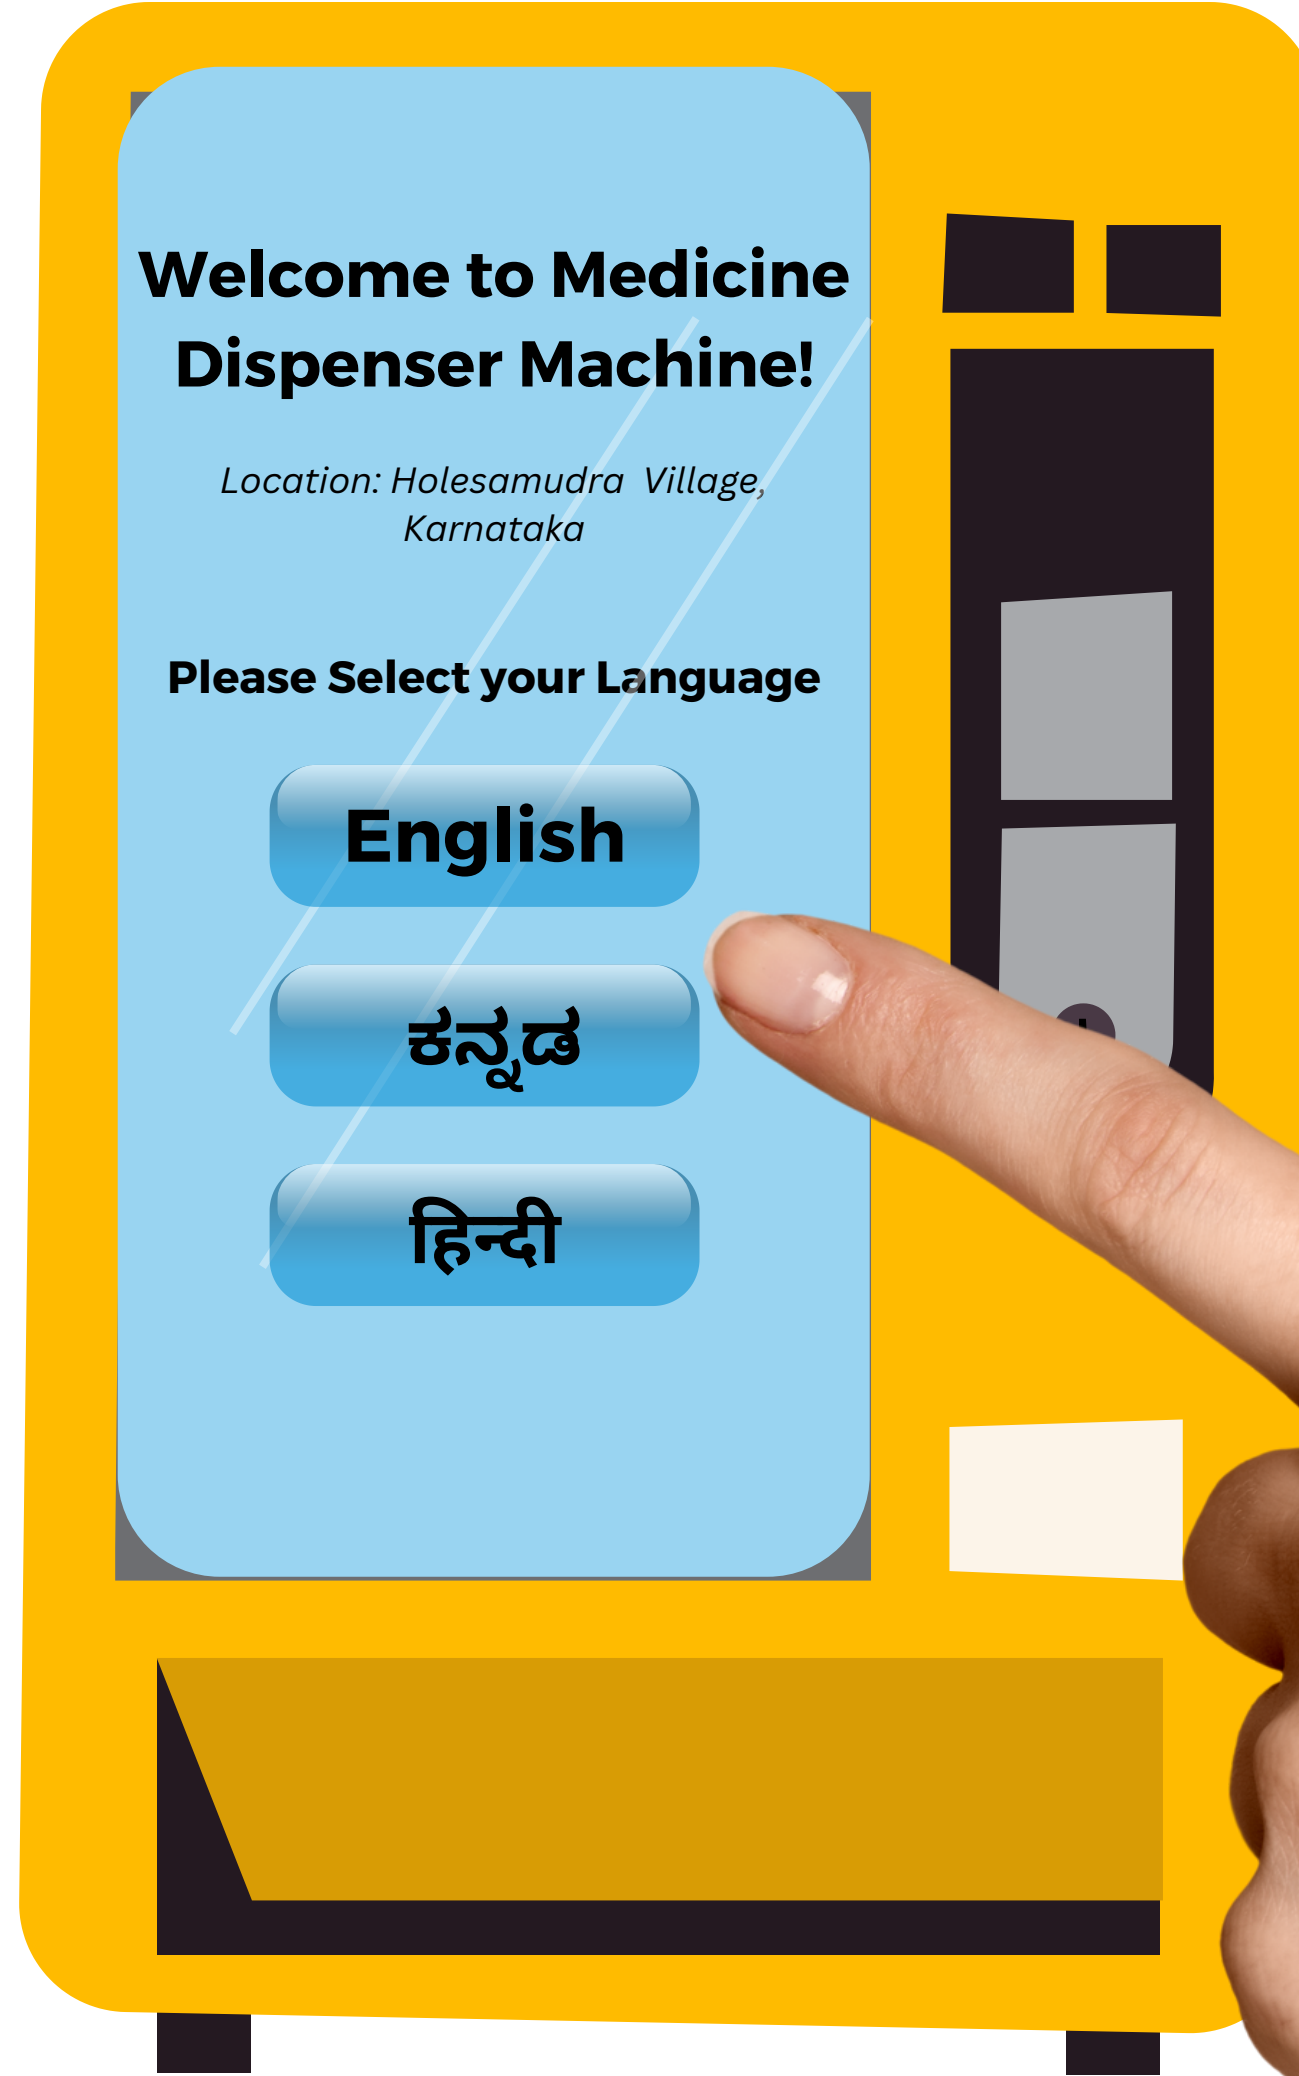 Welcome to Medicine
Dispenser Machine!
Location: Holesamudra Village,
Karnataka
Please Select your Language
English
ಕನ್ನಡ
हिन्दी